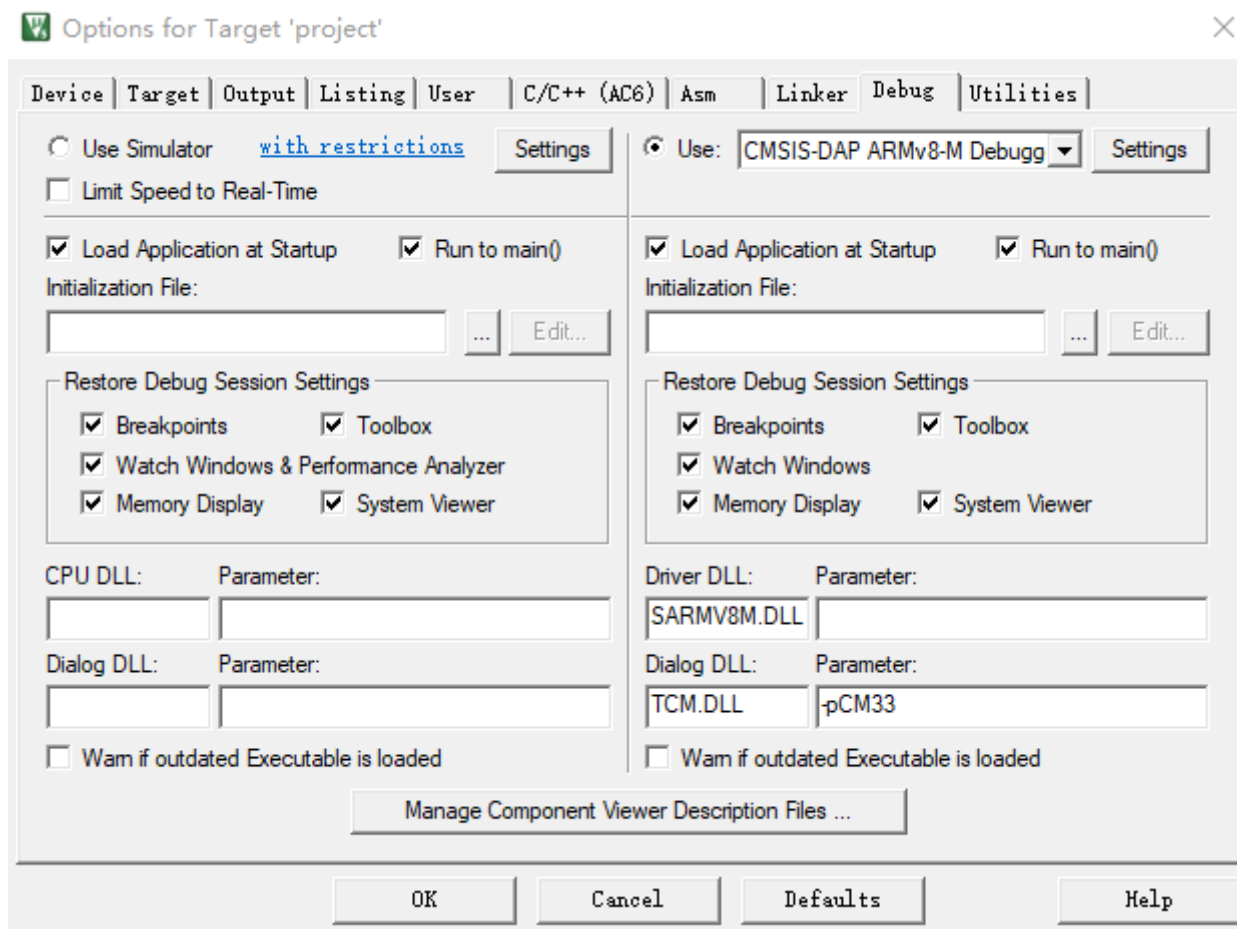 Options for Target 'project'
Device Target Output Listing User C/C++ (AC6) Asm Linker Debug Utilities
Use Simulator with restrictions Settings Use: CMSIS-DAP ARMv8-M Debugg Settings
Limit Speed to Real-Time
Load Application at Startup Run to main() Load Application at Startup Run to main()
Initialization File: Initialization File:
... Edit... ... Edit...
Restore Debug Session Settings Restore Debug Session Settings
Breakpoints Toolbox Breakpoints Toolbox
Watch Windows & Performance Analyzer Watch Windows
Memory Display System Viewer Memory Display System Viewer
CPU DLL: Parameter: Driver DLL: Parameter:
SARMV8M.DLL
Dialog DLL: Parameter: Dialog DLL: Parameter:
TCM.DLL -pCM33
Warn if outdated Executable is loaded Warn if outdated Executable is loaded
Manage Component Viewer Description Files ...
OK Cancel Defaults Help